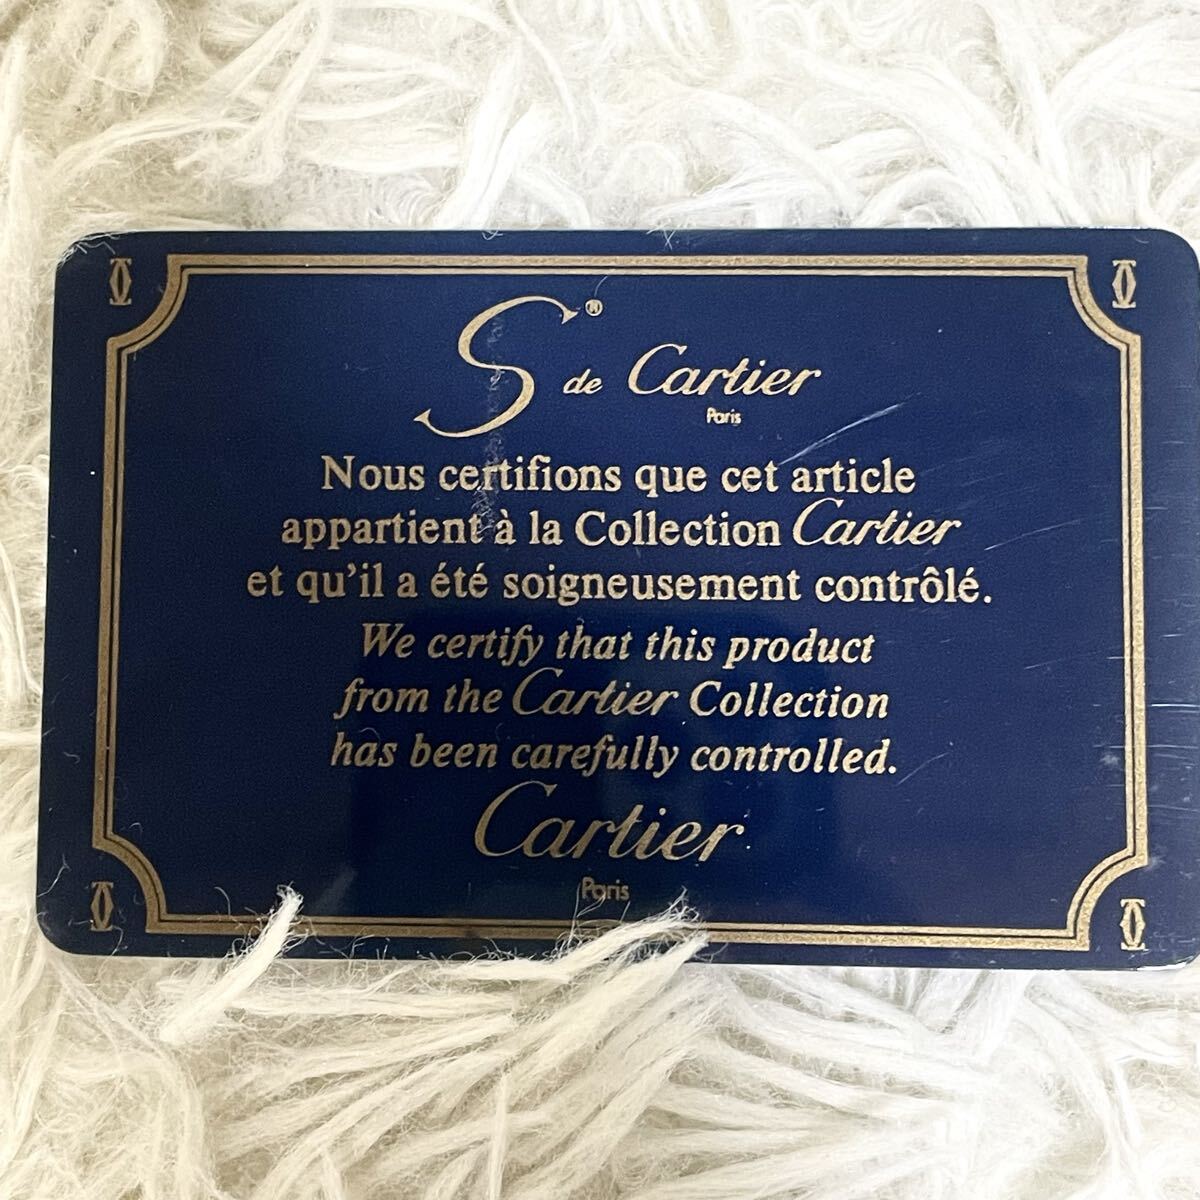 S® de Cartier
Paris
Nous certifions que cet article
appartient à la Collection Cartier
et qu'il a été soigneusement contrôlé.
We certify that this product
from the Cartier Collection
has been carefully controlled.
Cartier
Paris